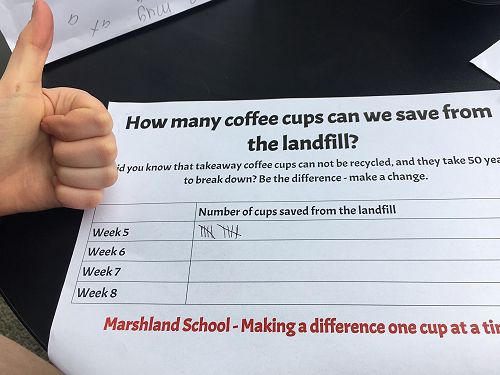 How many coffee cups can we save from
the landfill?
id you know that takeaway coffee cups can not be recycled, and they take 50 yea
to break down? Be the difference - make a change.
Number of cups saved from the landfill
Week 5
Week 6
Week 7
Week 8
Marshland School - Making a difference one cup at a tin